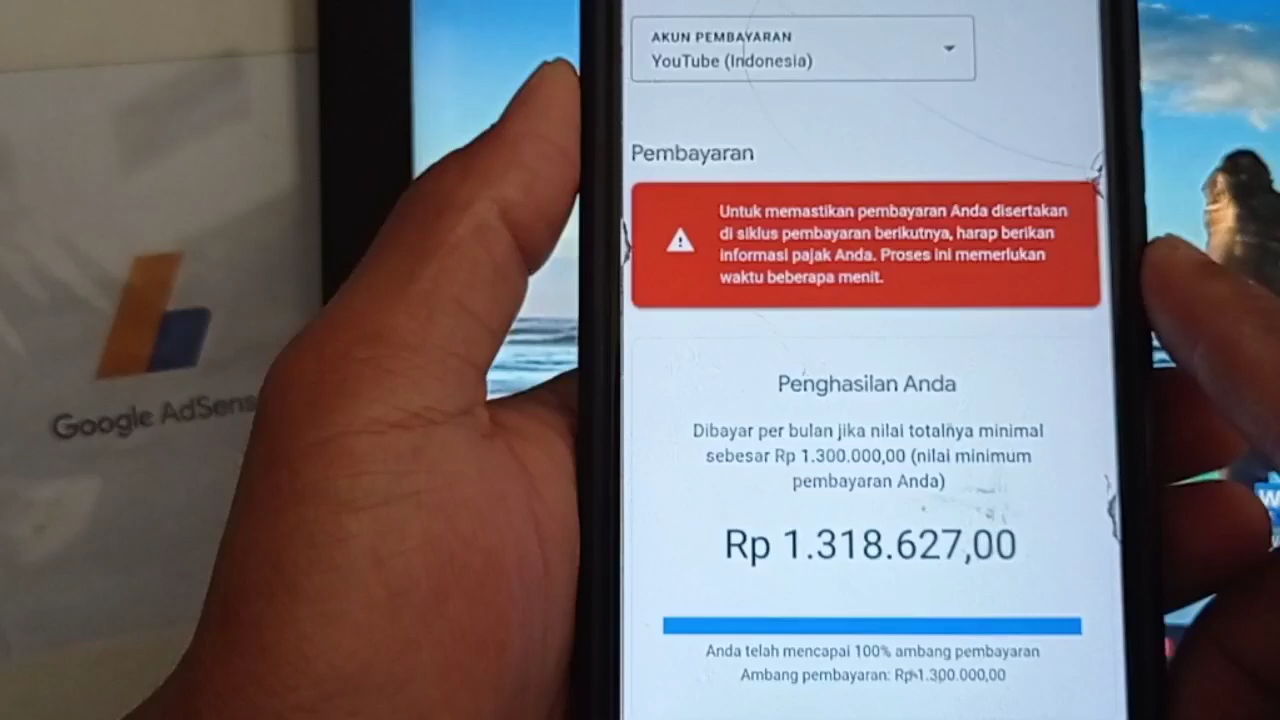 AKUN PEMBAYARAN
YouTube (Indonesia)
Pembayaran
Untuk memastikan pembayaran Anda disertakan
di siklus pembayaran berikutnya, harap berikan
informasi pajak Anda. Proses ini memerlukan
waktu beberapa menit.
Penghasilan Anda
Dibayar per bulan jika nilai totalnya minimal
sebesar Rp 1.300.000,00 (nilai minimum
pembayaran Anda)
Rp 1.318.627,00
Anda telah mencapai 100% ambang pembayaran
Ambang pembayaran: Rp 1.300.000,00
Google AdSens
W